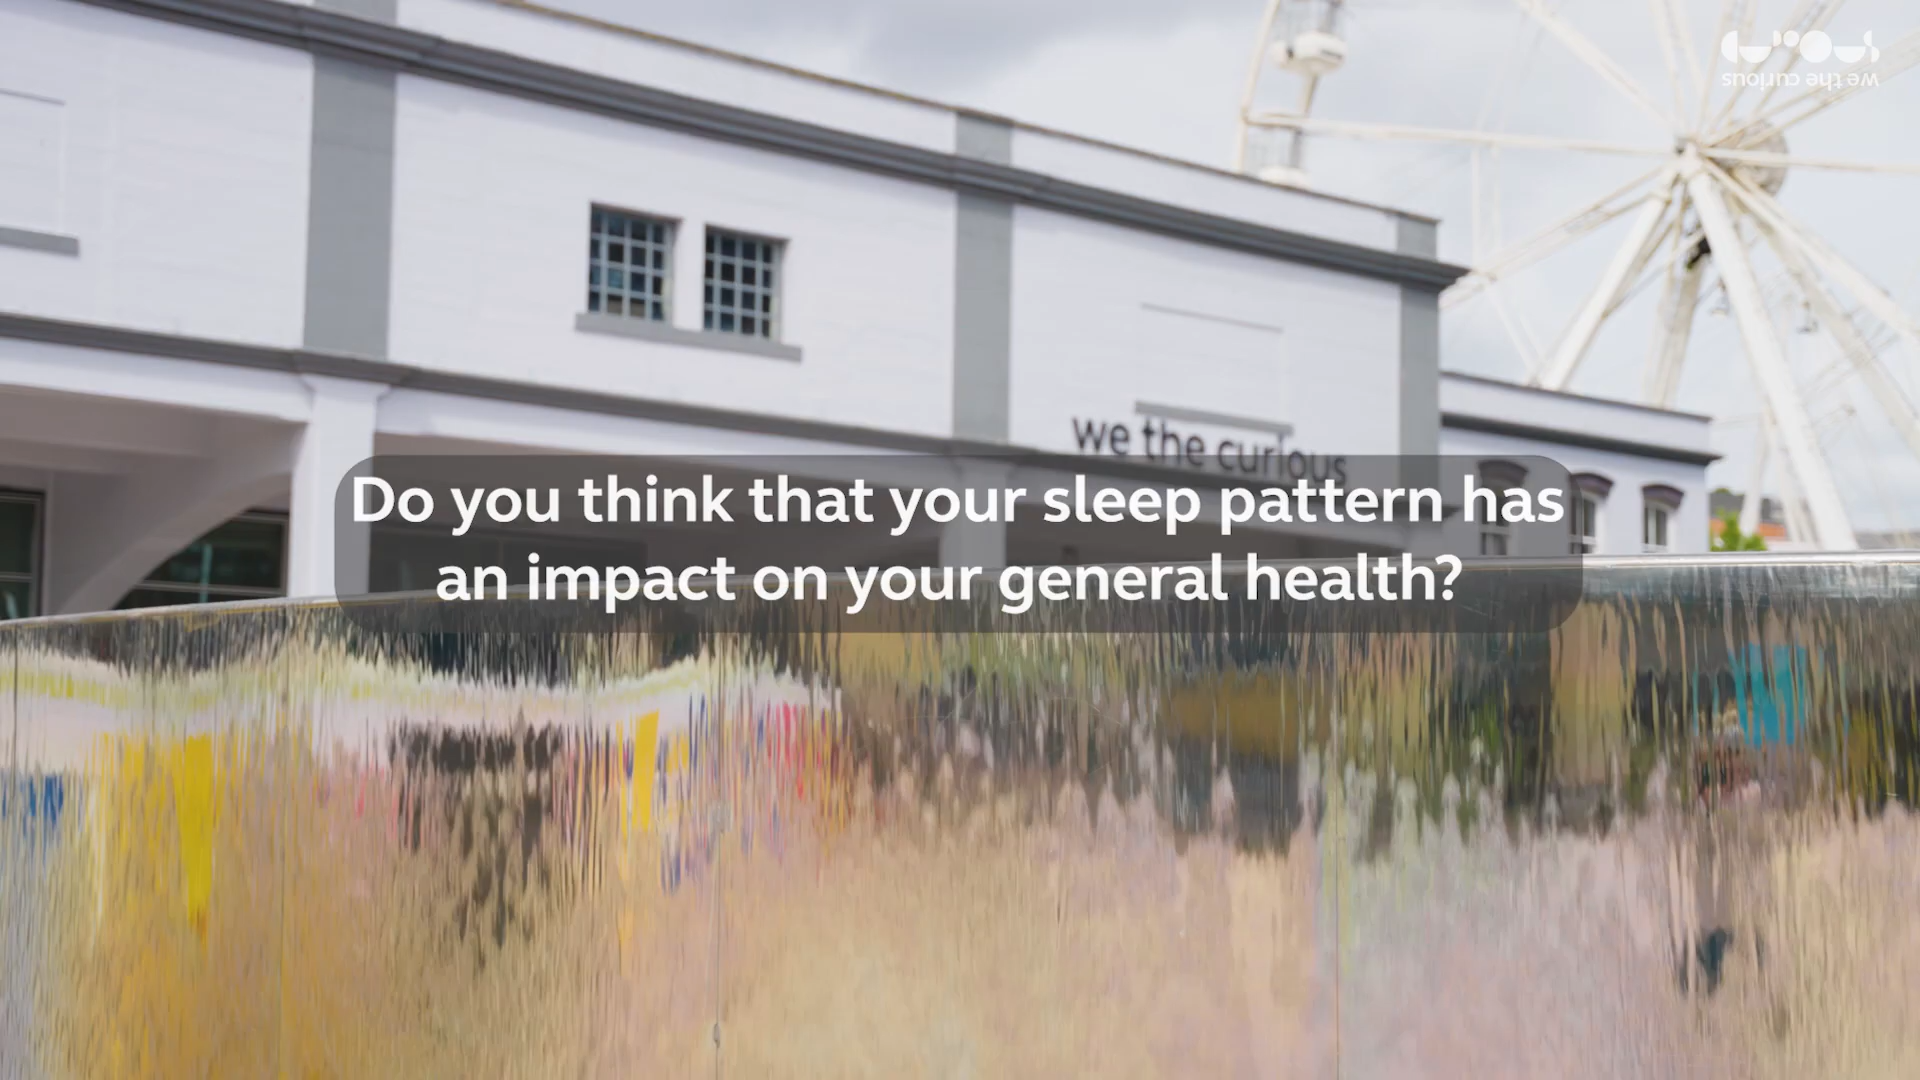 we the curious
we the curious
Do you think that your sleep pattern has
an impact on your general health?